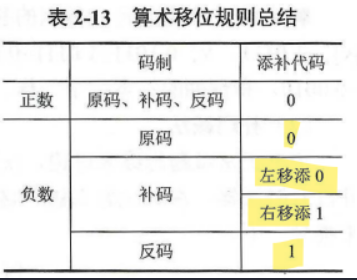 表 2-13 算术移位规则总结
码制 添补代码
正数 原码、补码、反码 0
负数 原码 0
补码 左移添 0
右移添 1
反码 1